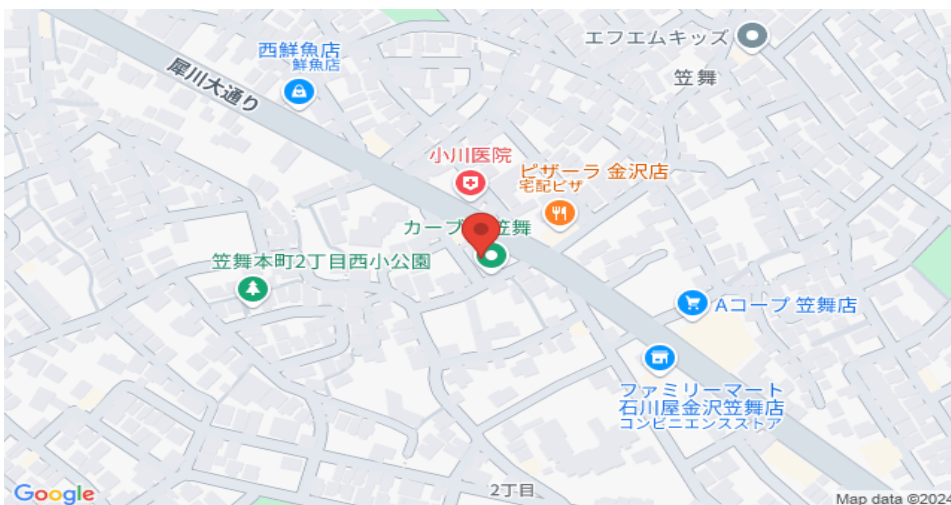 エフエムキッズ
西鮮魚店
鮮魚店
笠舞
犀川大通り
小川医院
ピザーラ 金沢店
宅配ピザ
カーブ
笠舞
笠舞本町2丁目西小公園
Aコープ 笠舞店
ファミリーマート
石川屋金沢笠舞店
コンビニエンスストア
2丁目
Google
Map data ©2024